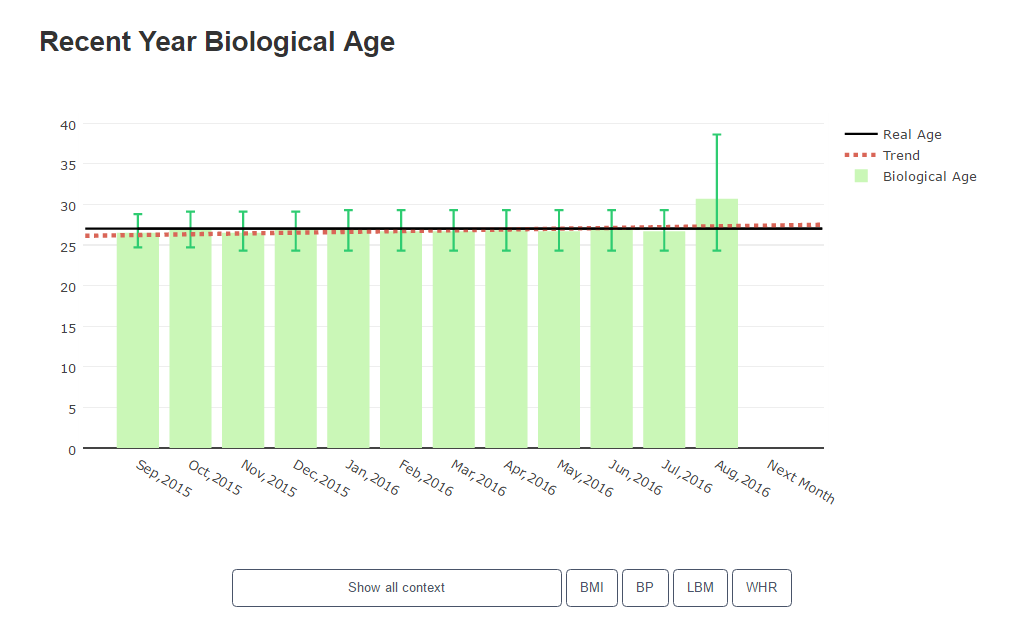 Recent Year Biological Age
40
35
30
25
20
15
10
5
0
Real Age
Trend
Biological Age
Sep,2015
Oct,2015
Nov,2015
Dec,2015
Jan,2016
Feb,2016
Mar,2016
Apr,2016
May,2016
Jun,2016
Jul,2016
Aug,2016
Next Month
Show all context
BMI
BP
LBM
WHR